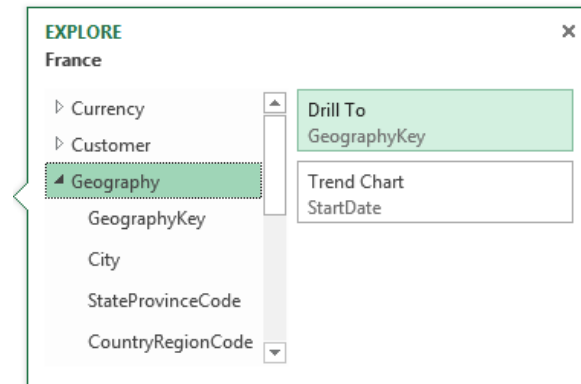 EXPLORE
France
Currency
Customer
Geography
GeographyKey
City
StateProvinceCode
CountryRegionCode
Drill To
GeographyKey
Trend Chart
StartDate